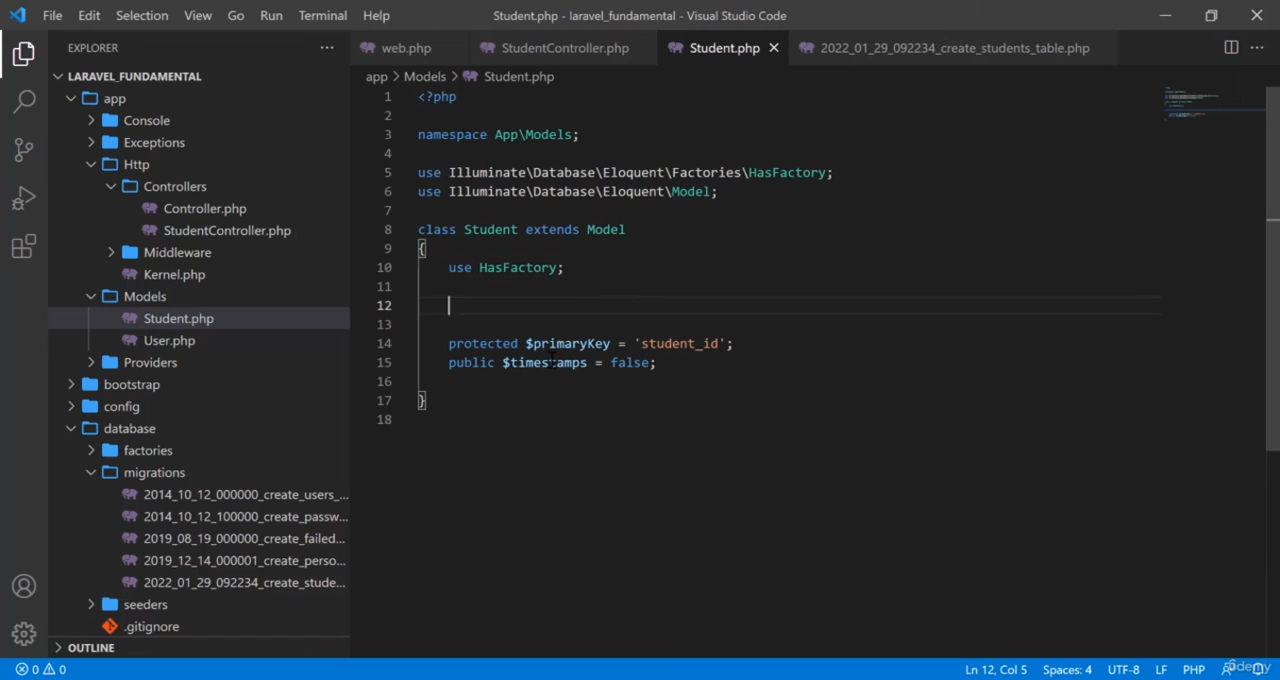 File Edit Selection View Go Run Terminal Help Student.php - laravel_fundamental - Visual Studio Code
EXPLORER
web.php StudentController.php Student.php 2022_01_29_092234_create_students_table.php
LARAVEL_FUNDAMENTAL
app
Console
Exceptions
Http
Controllers
Controller.php
StudentController.php
Middleware
Kernel.php
Models
Student.php
User.php
Providers
bootstrap
config
database
factories
migrations
2014_10_12_000000_create_users_...
2014_10_12_100000_create_passw...
2019_08_19_000000_create_failed...
2019_12_14_000001_create_perso...
2022_01_29_092234_create_stude...
seeders
.gitignore
OUTLINE
app > Models > Student.php
1 <?php
2
3 namespace App\Models;
4
5 use Illuminate\Database\Eloquent\Factories\HasFactory;
6 use Illuminate\Database\Eloquent\Model;
7
8 class Student extends Model
9 {
10 use HasFactory;
11
12
13
14 protected $primaryKey = 'student_id';
15 public $timestamps = false;
16
17 }
18
0 0 Ln 12, Col 5 Spaces: 4 UTF-8 LF PHP
ûdemy